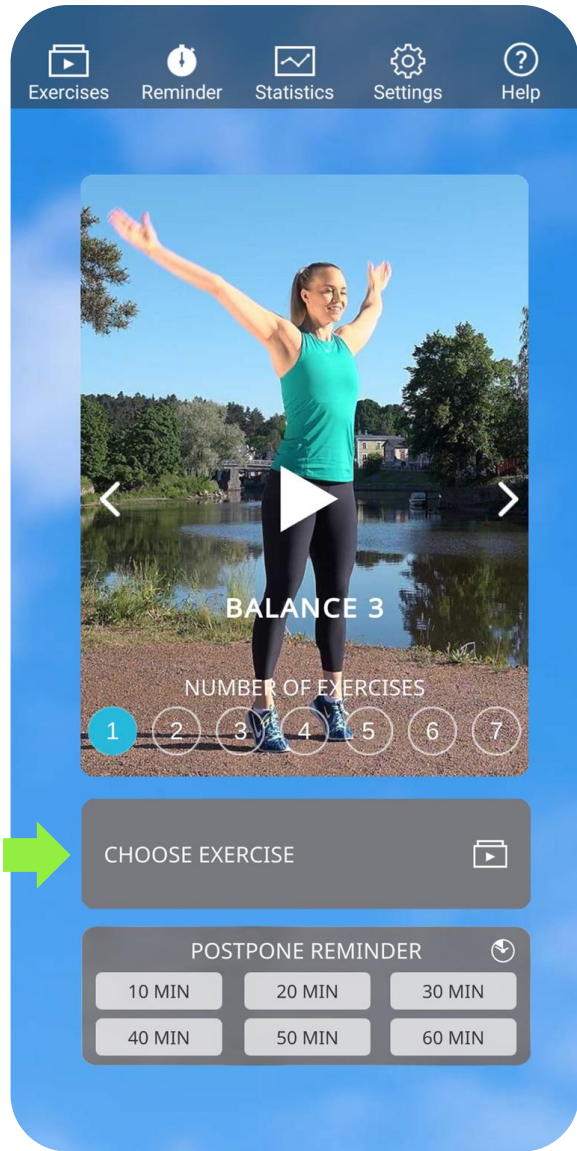 Exercises Reminder Statistics Settings Help
BALANCE 3
NUMBER OF EXERCISES
1 2 3 4 5 6 7
CHOOSE EXERCISE
POSTPONE REMINDER
10 MIN 20 MIN 30 MIN
40 MIN 50 MIN 60 MIN